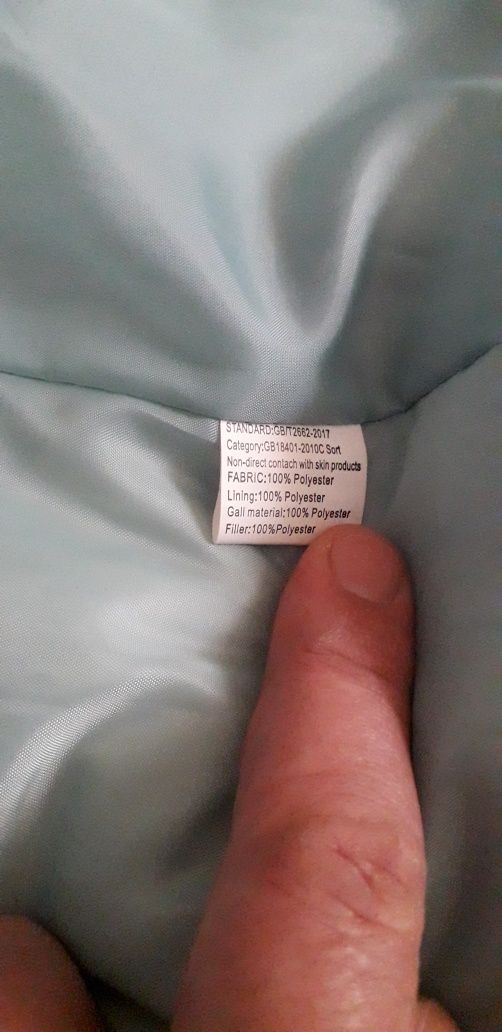 STANDARD:GB/T2662-2017
Category:GB18401-2010C Sort
Non-direct contach with skin products
FABRIC:100% Polyester
Lining:100% Polyester
Gall material:100% Polyester
Filler:100%Polyester